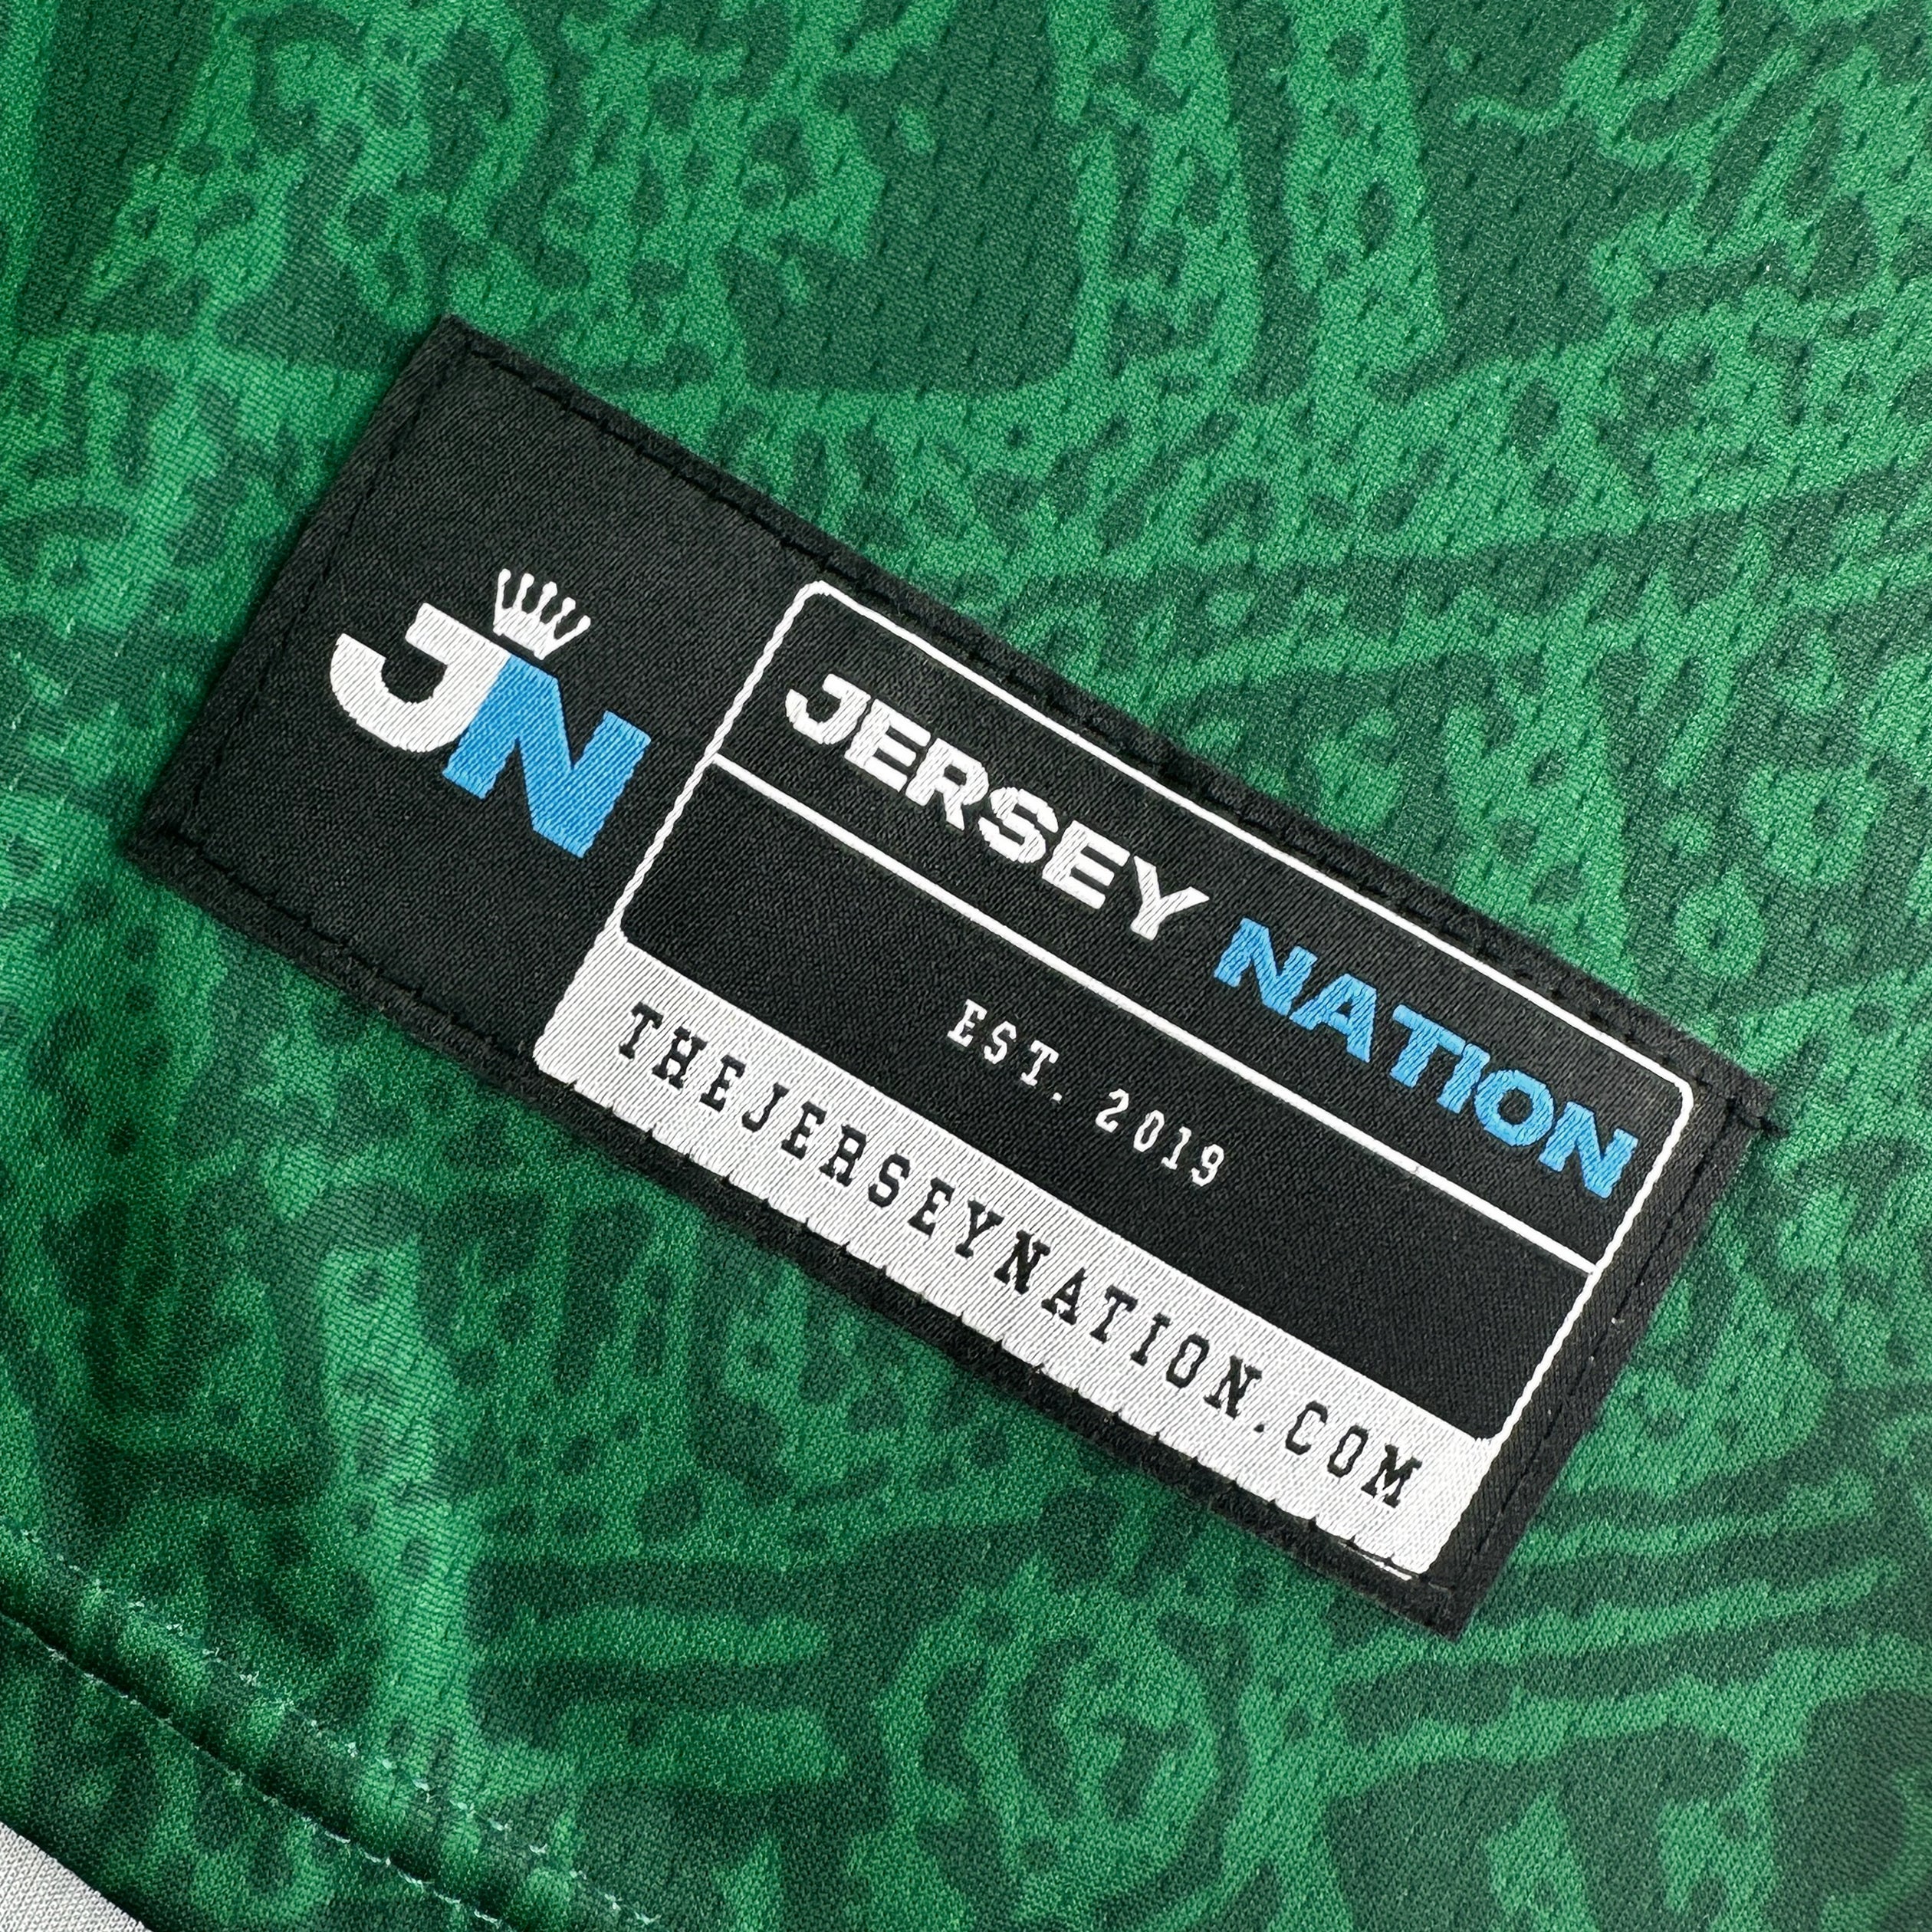 JN
JERSEY NATION
EST. 2019
THEJERSEYNATION.COM